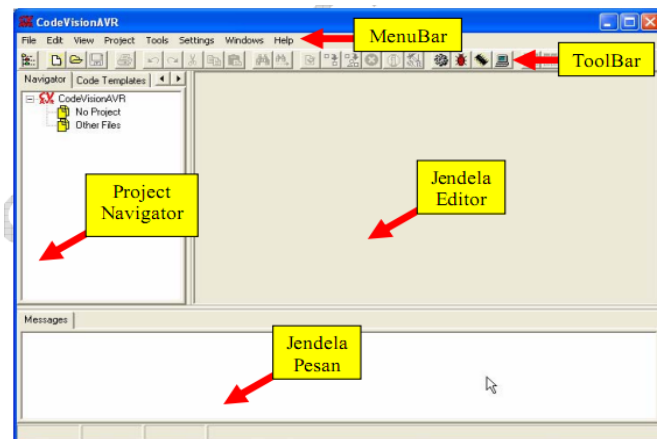 CodeVisionAVR
File Edit View Project Tools Settings Windows Help
MenuBar
ToolBar
Navigator Code Templates
CodeVisionAVR
No Project
Other Files
Project
Navigator
Jendela
Editor
Messages
Jendela
Pesan